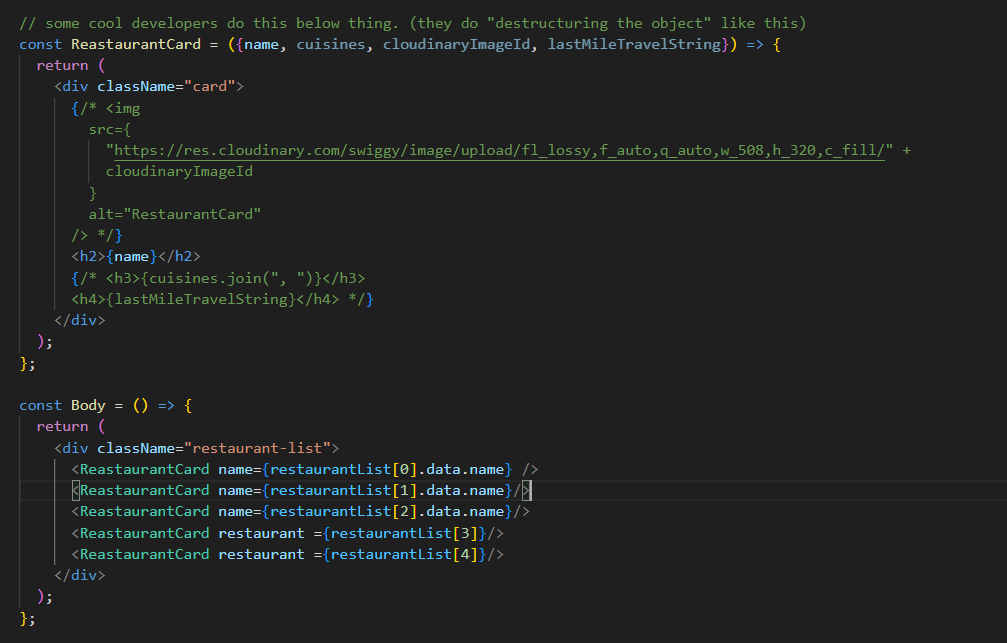 // some cool developers do this below thing. (they do "destructuring the object" like this)
const ReastaurantCard = ({name, cuisines, cloudinaryImageId, lastMileTravelString}) => {
  return (
    <div className="card">
      {/* <img
        src={
          "https://res.cloudinary.com/swiggy/image/upload/fl_lossy,f_auto,q_auto,w_508,h_320,c_fill/" +
          cloudinaryImageId
        }
        alt="RestaurantCard"
      /> */}
      <h2>{name}</h2>
      {/* <h3>{cuisines.join(", ")}</h3>
      <h4>{lastMileTravelString}</h4> */}
    </div>
  );
};

const Body = () => {
  return (
    <div className="restaurant-list">
      <ReastaurantCard name={restaurantList[0].data.name} />
      <ReastaurantCard name={restaurantList[1].data.name}/>
      <ReastaurantCard name={restaurantList[2].data.name}/>
      <ReastaurantCard restaurant ={restaurantList[3]}/>
      <ReastaurantCard restaurant ={restaurantList[4]}/>
    </div>
  );
};